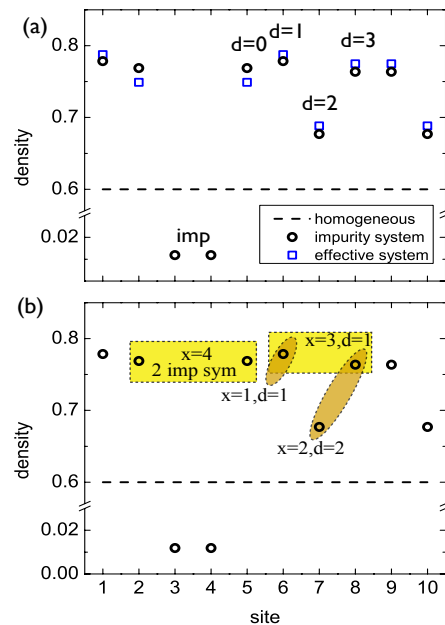 (a)
d=1
0.8
d=0
d=3
0.7
d=2
density
0.6
homogeneous
imp
impurity system
0.02
effective system
(b)
0.8
x=4
x=3,d=1
2 imp sym
x=1,d=1
0.7
density
x=2,d=2
0.6
0.02
0.00
1 2 3 4 5 6 7 8 9 10
site